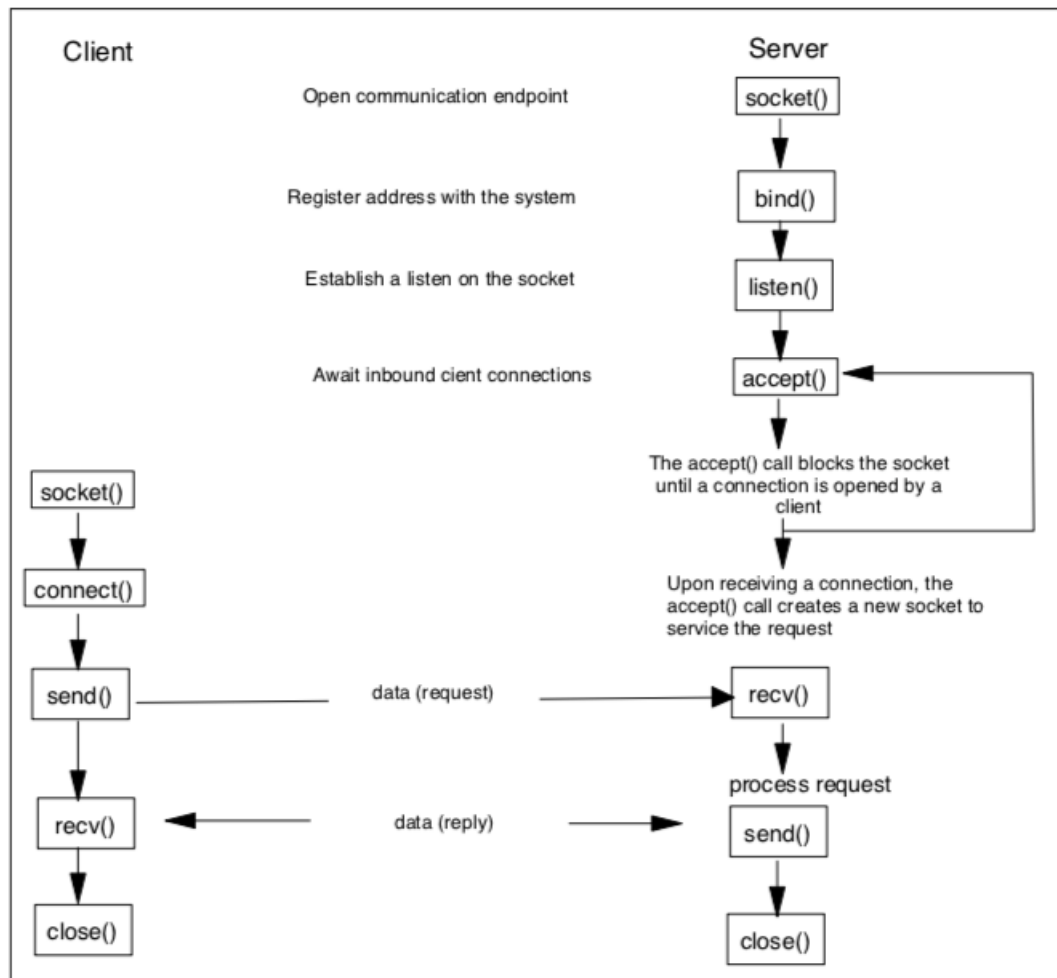 Client
Server
Open communication endpoint
socket()
Register address with the system
bind()
Establish a listen on the socket
listen()
Await inbound cient connections
accept()
The accept() call blocks the socket
until a connection is opened by a
client
socket()
connect()
Upon receiving a connection, the
accept() call creates a new socket to
service the request
send()
data (request)
recv()
process request
recv()
data (reply)
send()
close()
close()